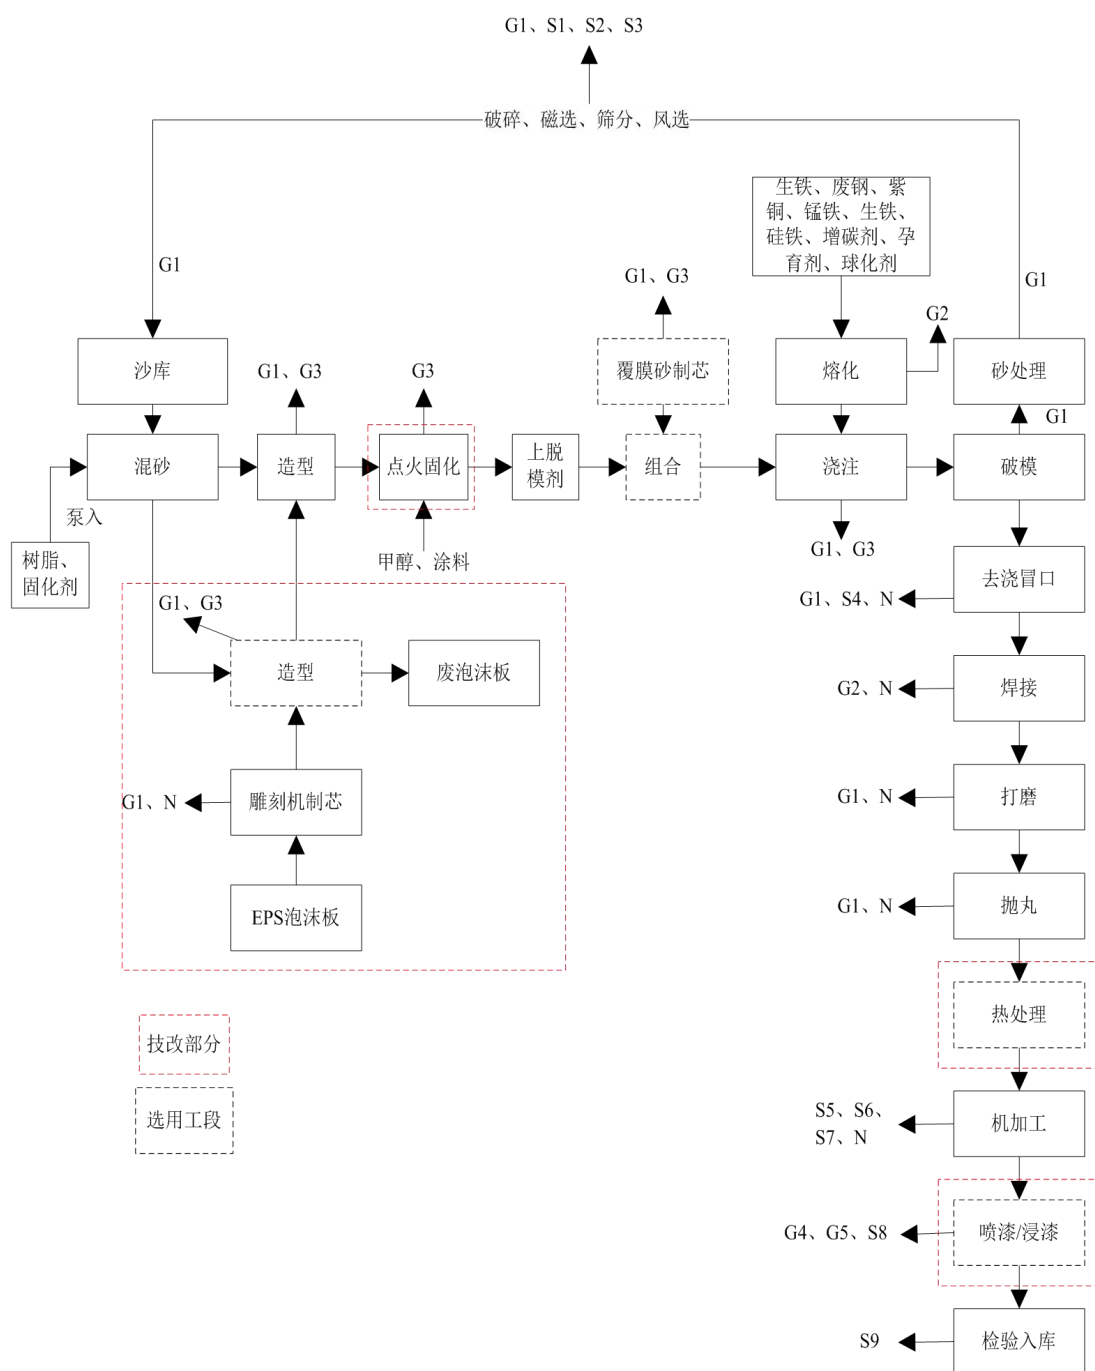 G1、S1、S2、S3
破碎、磁选、筛分、风选
生铁、废钢、紫
铜、锰铁、生铁、
硅铁、增碳剂、孕
育剂、球化剂
G1
G1、G3
G1
G2
沙库
G1、G3
G3
覆膜砂制芯
熔化
砂处理
G1
混砂
造型
点火固化
上脱
模剂
组合
浇注
破模
泵入
树脂、
固化剂
甲醇、涂料
G1、G3
去浇冒口
G1、S4、N
G1、G3
造型
废泡沫板
G2、N
焊接
G1、N
雕刻机制芯
G1、N
打磨
EPS泡沫板
G1、N
抛丸
热处理
技改部分
选用工段
S5、S6、
S7、N
机加工
G4、G5、S8
喷漆/浸漆
S9
检验入库